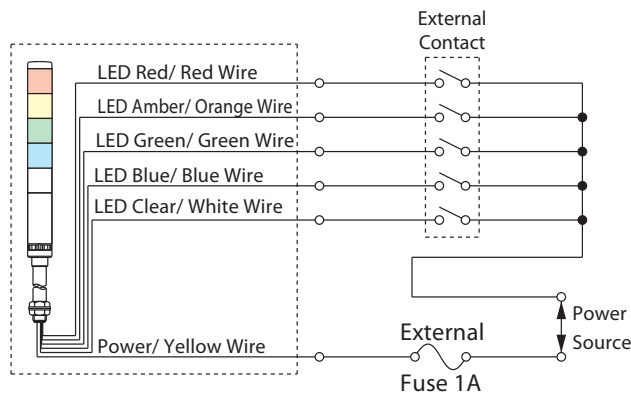 External
Contact
LED Red/ Red Wire
LED Amber/ Orange Wire
LED Green/ Green Wire
LED Blue/ Blue Wire
LED Clear/ White Wire
Power
Source
Power/ Yellow Wire
External
Fuse 1A